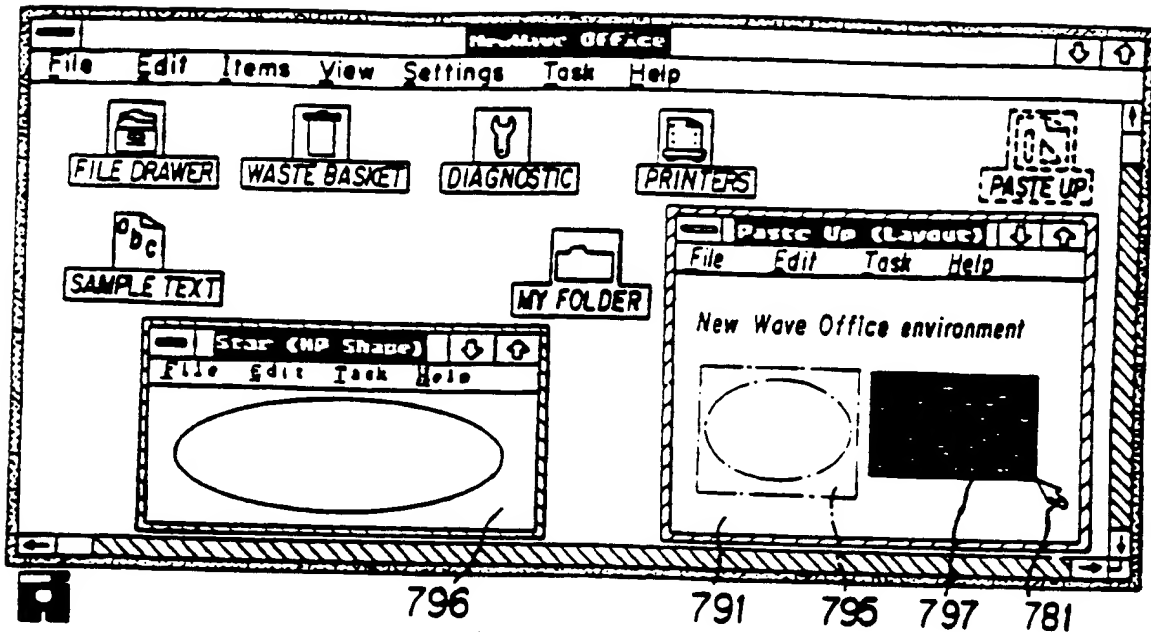 NewWave Office
File Edit Items View Settings Task Help
FILE DRAWER WASTE BASKET DIAGNOSTIC PRINTERS PASTE UP
abc
SAMPLE TEXT MY FOLDER
Paste Up (Layout)
File Edit Task Help
New Wave Office environment
Star (HP Shape)
File Edit Task Help
796 791 795 797 781